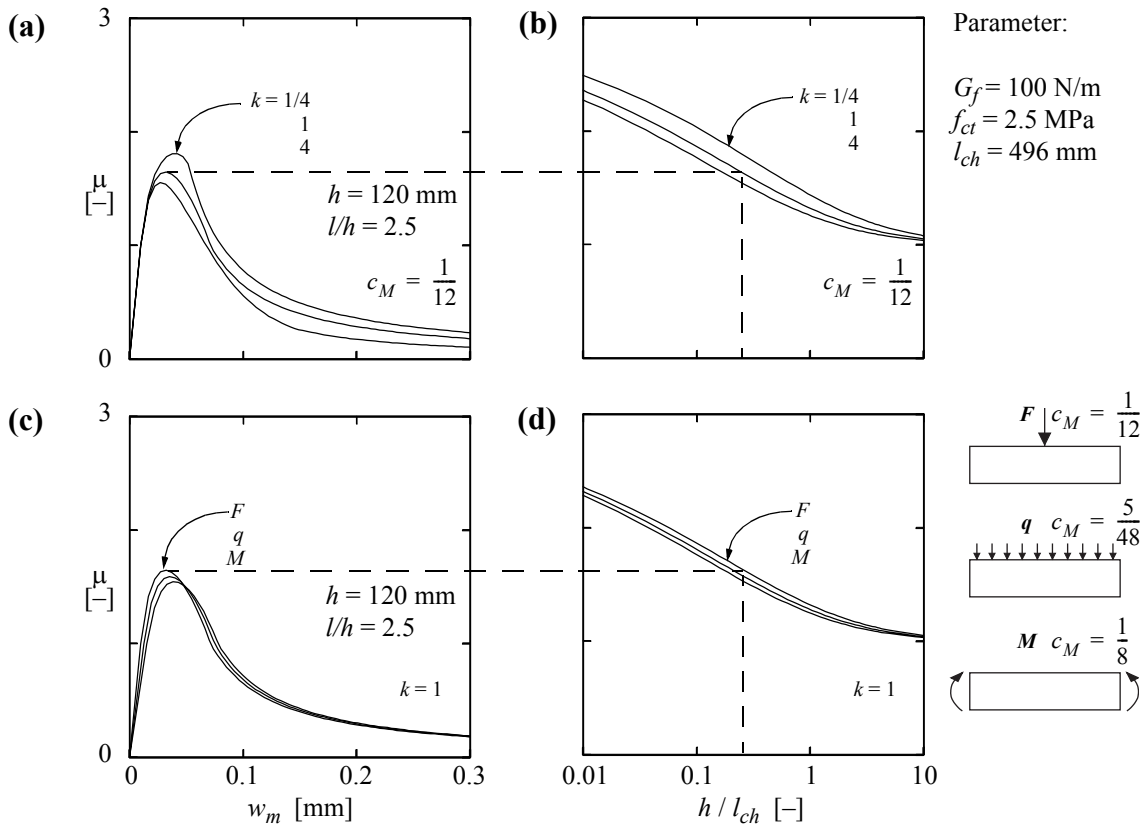 (a)
3
μ
[–]
0
k = 1/4
1
4
h = 120 mm
l/h = 2.5
c_M = 1/12
(b)
k = 1/4
1
4
c_M = 1/12
Parameter:
G_f = 100 N/m
f_ct = 2.5 MPa
l_ch = 496 mm
(c)
3
μ
[–]
0
F
q
M
h = 120 mm
l/h = 2.5
k = 1
0
0.1
0.2
0.3
w_m [mm]
(d)
F
q
M
k = 1
0.01
0.1
1
10
h / l_ch [–]
F c_M = 1/12
q c_M = 5/48
M c_M = 1/8